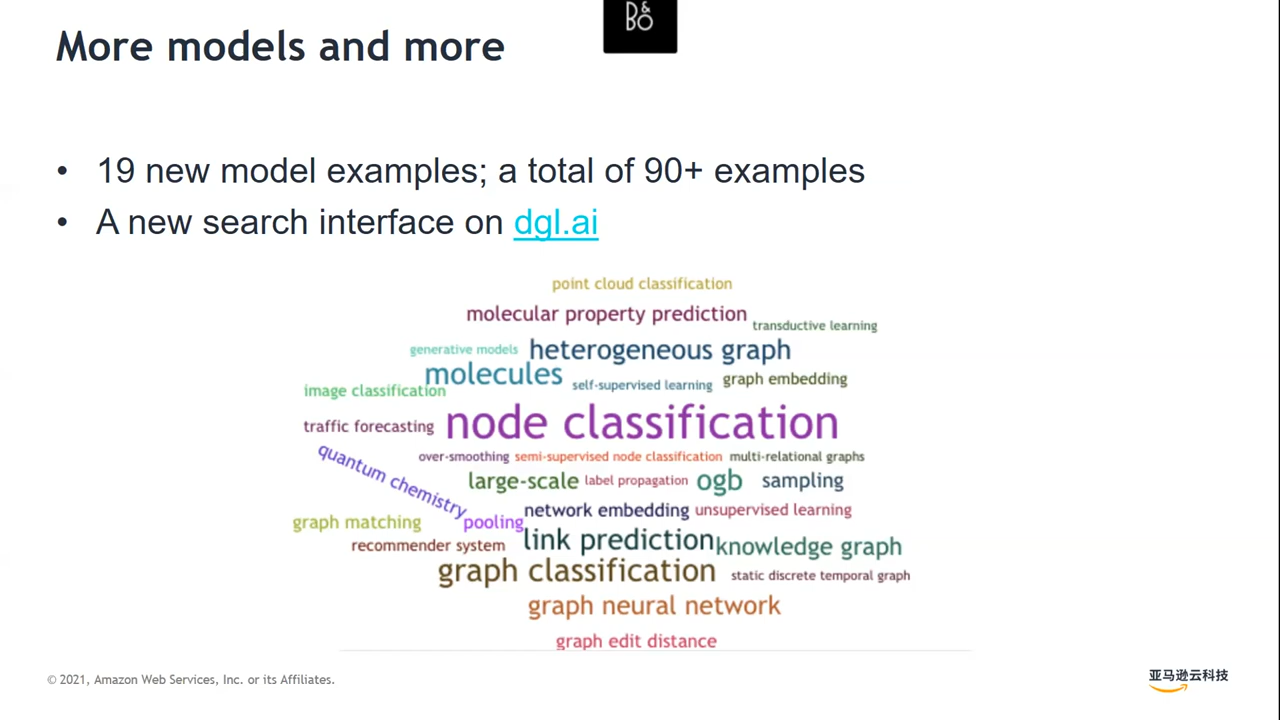 More models and more
B&O
• 19 new model examples; a total of 90+ examples
• A new search interface on dgl.ai
point cloud classification
molecular property prediction
transductive learning
generative models
heterogeneous graph
molecules
self-supervised learning
graph embedding
image classification
traffic forecasting
node classification
over-smoothing
semi-supervised node classification
multi-relational graphs
quantum chemistry
large-scale
label propagation
ogb
sampling
network embedding
unsupervised learning
graph matching
pooling
recommender system
link prediction
knowledge graph
graph classification
static discrete temporal graph
graph neural network
graph edit distance
© 2021, Amazon Web Services, Inc. or its Affiliates.
亚马逊云科技